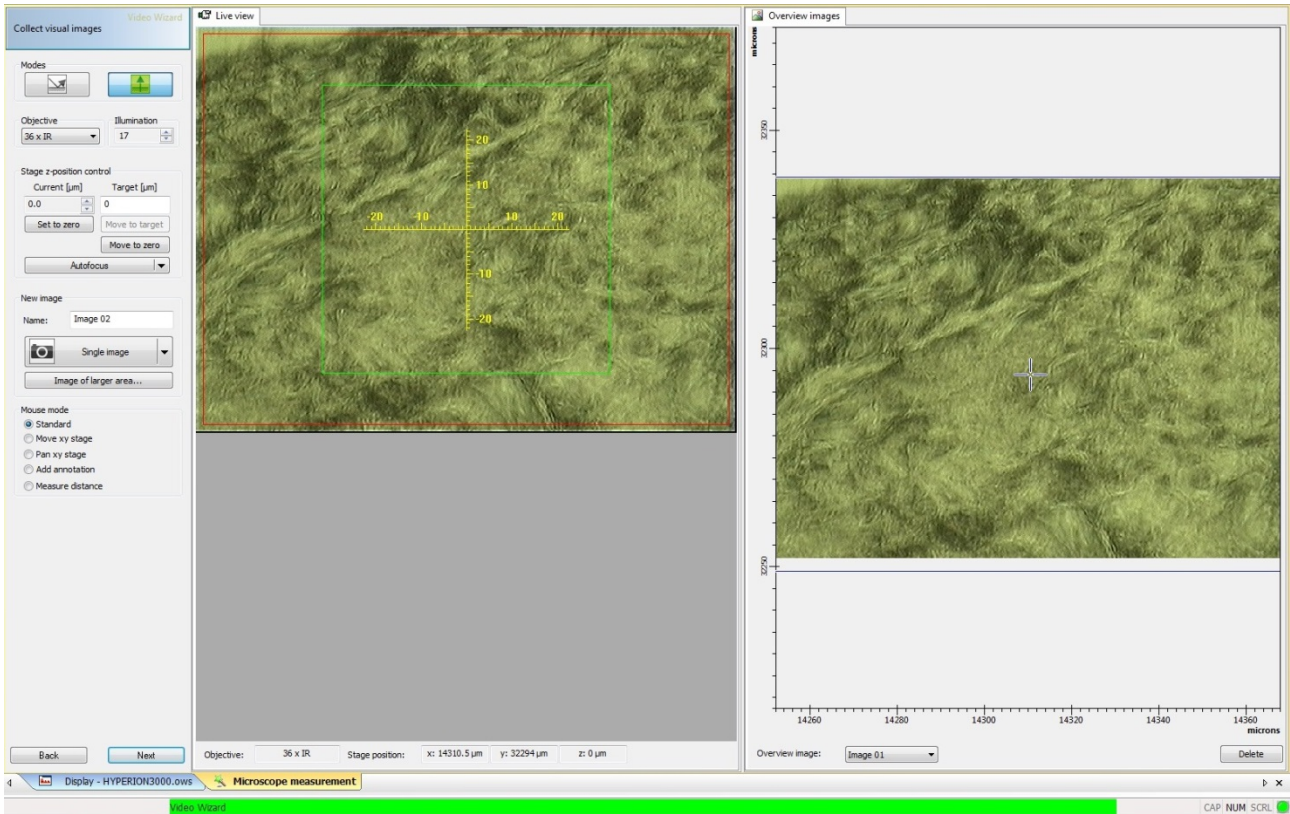 Video Wizard
Collect visual images
Modes
Objective
Illumination
36 x IR
17
Stage z-position control
Current [µm]
Target [µm]
0.0
0
Set to zero
Move to target
Move to zero
Autofocus
New image
Name:
Image 02
Single image
Image of larger area...
Mouse mode
Standard
Move xy stage
Pan xy stage
Add annotation
Measure distance
Back
Next
Live view
20
10
-20
-10
10
20
-10
-20
Objective:
36 x IR
Stage position:
x: 14310.5 µm
y: 32294 µm
z: 0 µm
Overview images
microns
32350
32300
32250
14260
14280
14300
14320
14340
14360
microns
Overview image:
Image 01
Delete
Display - HYPERION3000.ows
Microscope measurement
Video Wizard
CAP
NUM
SCRL